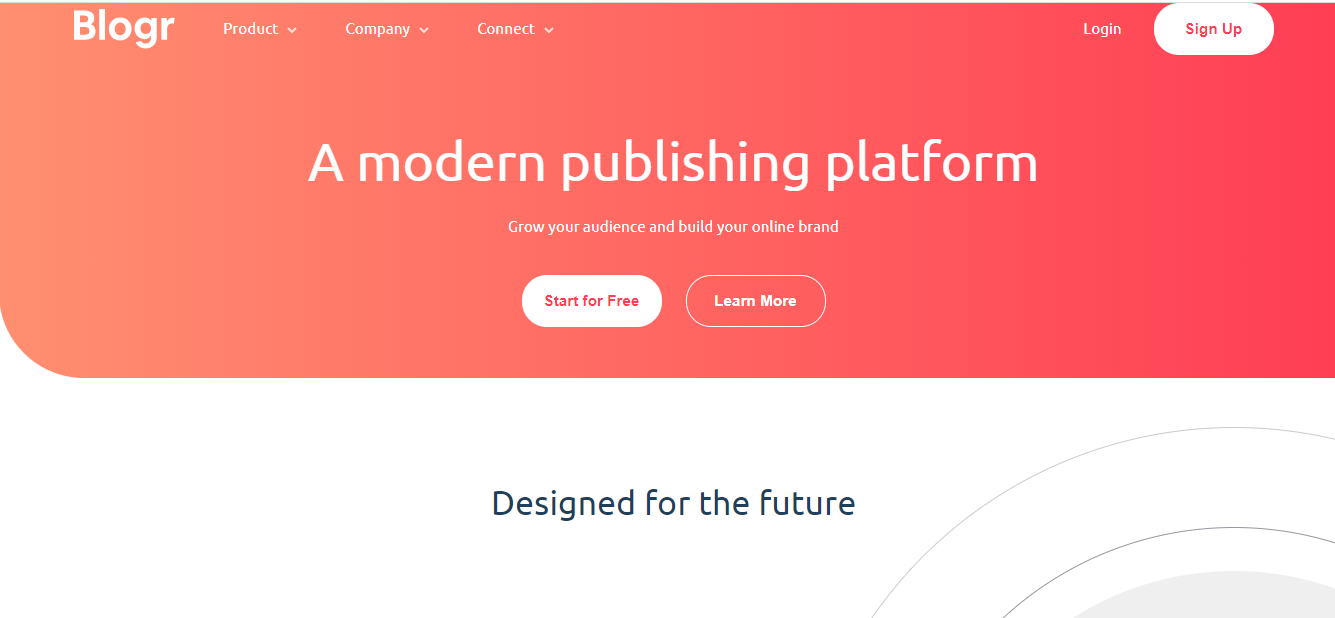 Blogr Product Company Connect Login Sign Up
A modern publishing platform
Grow your audience and build your online brand
Start for Free Learn More
Designed for the future